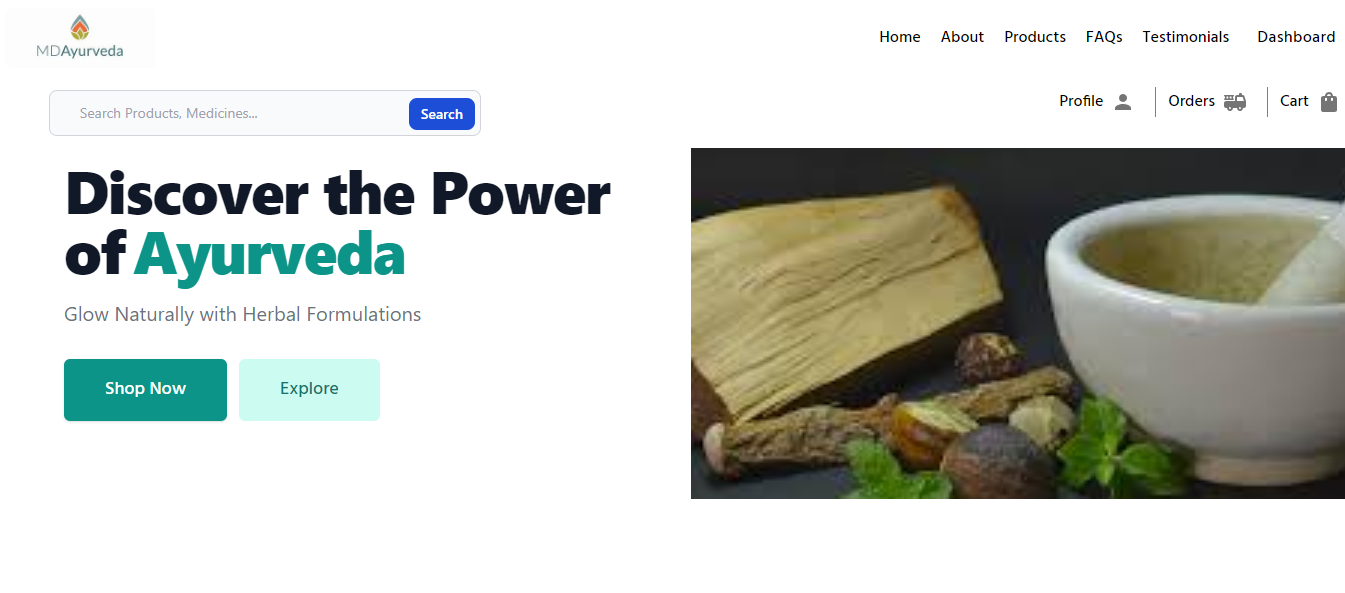 MDAyurveda
Home About Products FAQs Testimonials Dashboard
Search Products, Medicines... Search
Profile Orders Cart
Discover the Power
of Ayurveda
Glow Naturally with Herbal Formulations
Shop Now Explore